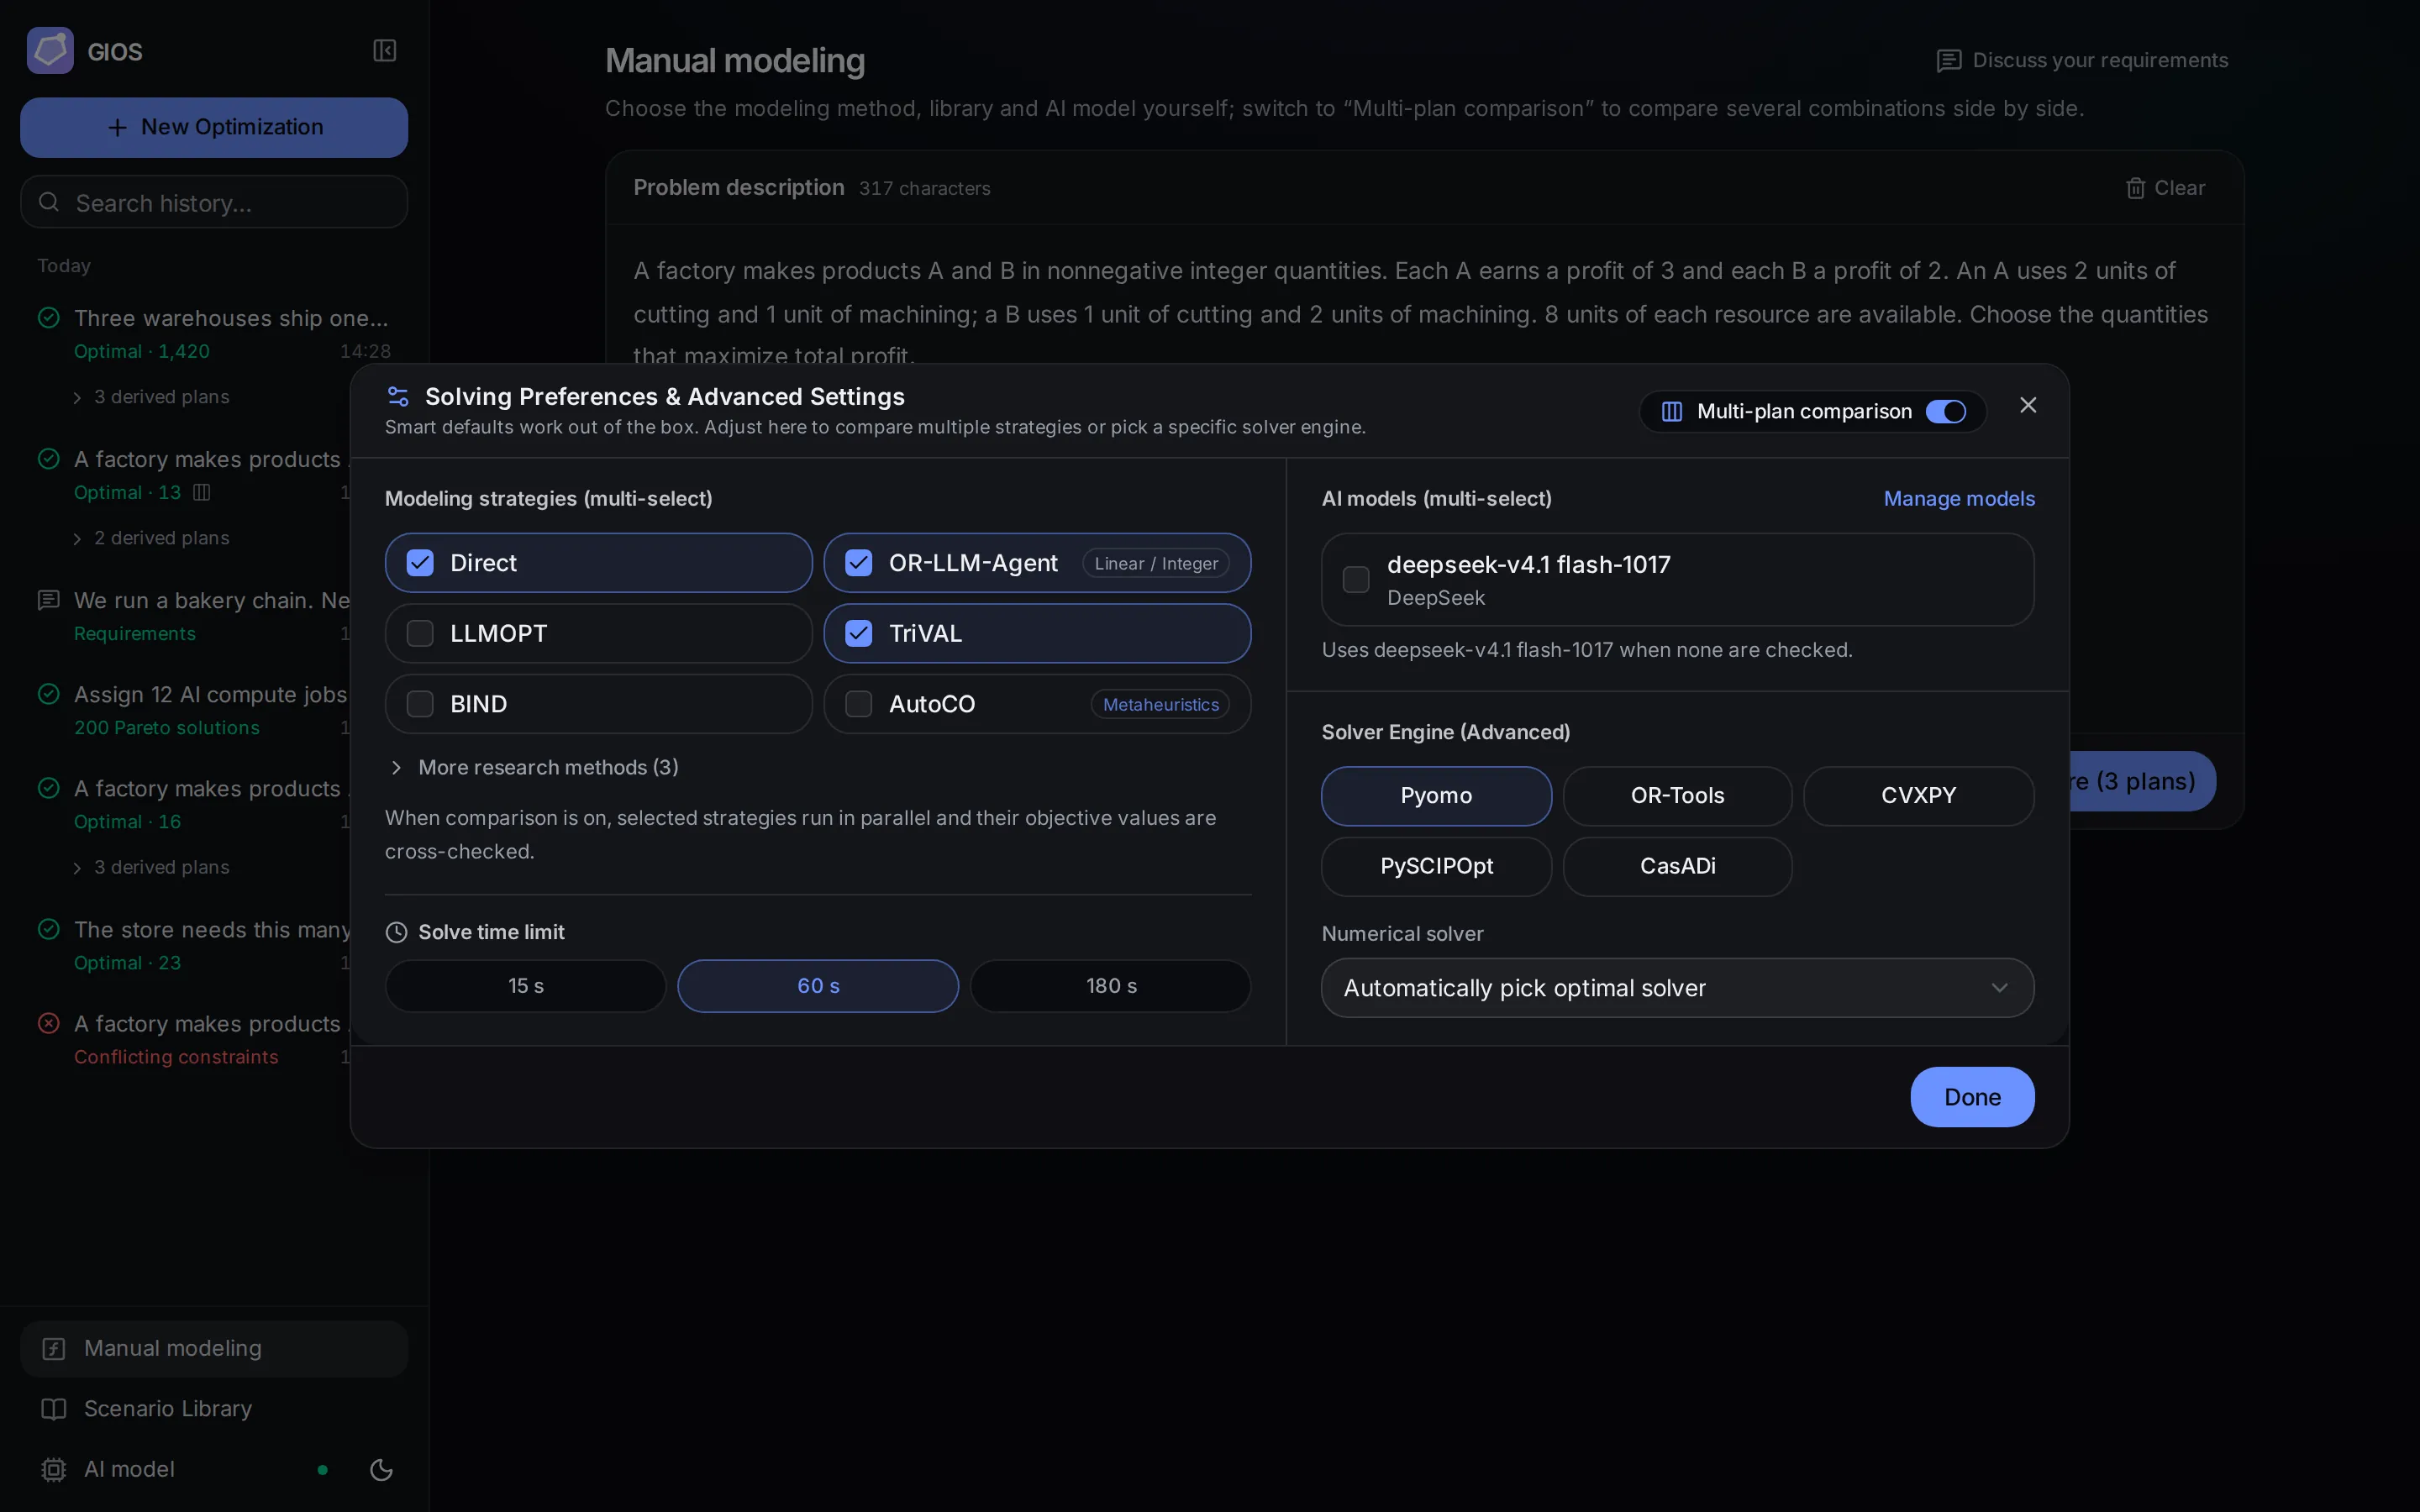 GIOS
New Optimization
Search history...
Today
Three warehouses ship one...
Optimal · 1,420
14:28
3 derived plans
A factory makes products
Optimal · 13
2 derived plans
We run a bakery chain. Ne
Requirements
Assign 12 AI compute jobs
200 Pareto solutions
A factory makes products
Optimal · 16
3 derived plans
The store needs this many
Optimal · 23
A factory makes products
Conflicting constraints
Manual modeling
Scenario Library
AI model
Manual modeling
Discuss your requirements
Choose the modeling method, library and AI model yourself; switch to “Multi-plan comparison” to compare several combinations side by side.
Problem description 317 characters
Clear
A factory makes products A and B in nonnegative integer quantities. Each A earns a profit of 3 and each B a profit of 2. An A uses 2 units of
cutting and 1 unit of machining; a B uses 1 unit of cutting and 2 units of machining. 8 units of each resource are available. Choose the quantities
that maximize total profit.
(3 plans)
Solving Preferences & Advanced Settings
Smart defaults work out of the box. Adjust here to compare multiple strategies or pick a specific solver engine.
Multi-plan comparison
Modeling strategies (multi-select)
Direct
OR-LLM-Agent Linear / Integer
LLMOPT
TriVAL
BIND
AutoCO Metaheuristics
More research methods (3)
When comparison is on, selected strategies run in parallel and their objective values are
cross-checked.
Solve time limit
15 s
60 s
180 s
AI models (multi-select)
Manage models
deepseek-v4.1 flash-1017
DeepSeek
Uses deepseek-v4.1 flash-1017 when none are checked.
Solver Engine (Advanced)
Pyomo
OR-Tools
CVXPY
PySCIPOpt
CasADi
Numerical solver
Automatically pick optimal solver
Done